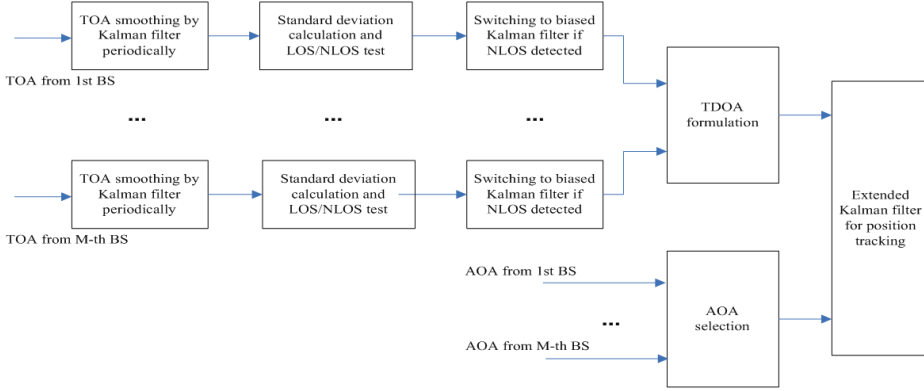 TOA smoothing by
Kalman filter
periodically
Standard deviation
calculation and
LOS/NLOS test
Switching to biased
Kalman filter if
NLOS detected
TOA from 1st BS
...
...
...
TDOA
formulation
TOA smoothing by
Kalman filter
periodically
Standard deviation
calculation and
LOS/NLOS test
Switching to biased
Kalman filter if
NLOS detected
TOA from M-th BS
Extended
Kalman filter
for position
tracking
AOA from 1st BS
...
AOA from M-th BS
AOA
selection